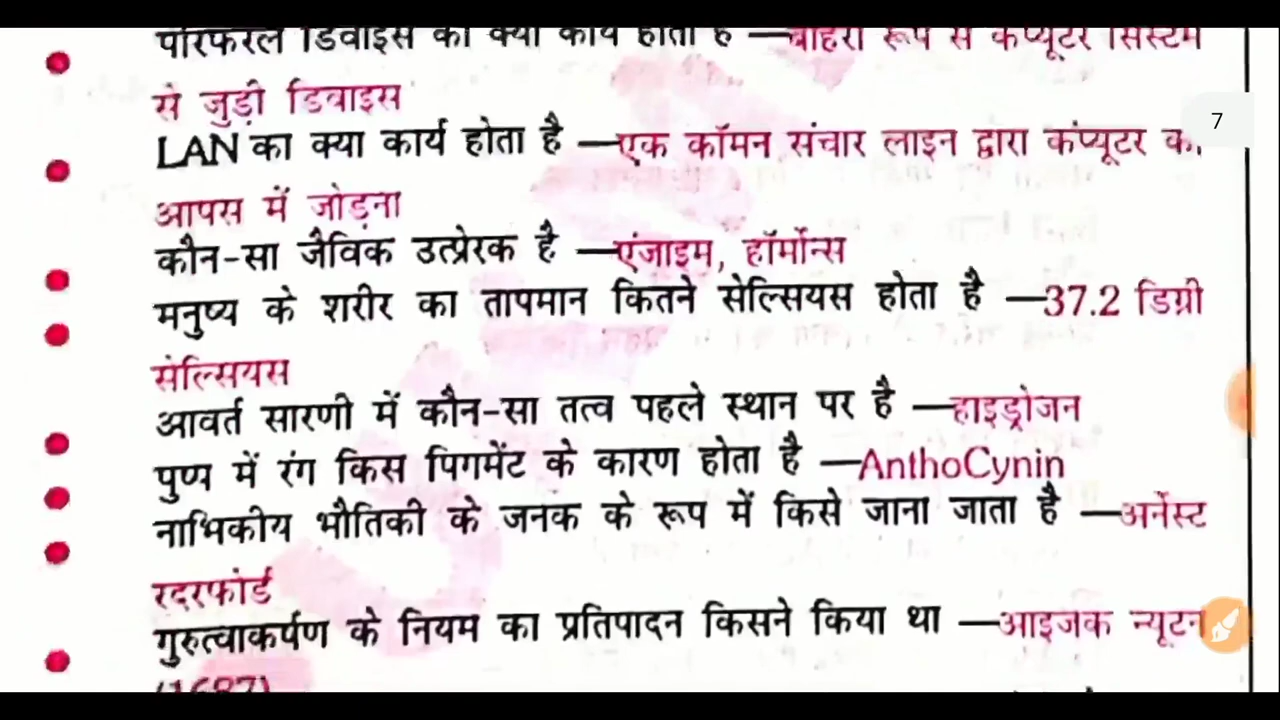 परिफेरल डिवाइस का क्या कार्य होता है —बाहरी रूप से कंप्यूटर सिस्टम
से जुड़ी डिवाइस
7
LAN का क्या कार्य होता है —एक कॉमन संचार लाइन द्वारा कंप्यूटर को
आपस में जोड़ना
कौन-सा जैविक उत्प्रेरक है —एंजाइम, हॉर्मोन्स
मनुष्य के शरीर का तापमान कितने सेल्सियस होता है —37.2 डिग्री
सेल्सियस
आवर्त सारणी में कौन-सा तत्व पहले स्थान पर है —हाइड्रोजन
पुष्प में रंग किस पिगमेंट के कारण होता है —AnthoCynin
नाभिकीय भौतिकी के जनक के रूप में किसे जाना जाता है —अर्नेस्ट
रदरफोर्ड
गुरुत्वाकर्षण के नियम का प्रतिपादन किसने किया था —आइजक न्यूटन
(1687)